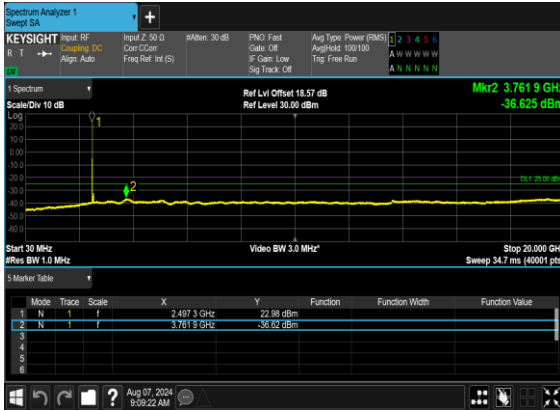 Spectrum Analyzer 1
Swept SA
+
KEYSIGHT Input: RF Input Z: 50 Ω #Atten: 30 dB PNO: Fast Avg Type: Power (RMS) 1 2 3 4 5 6
R T Coupling: DC Corr CCorr Gate: Off Avg|Hold: 100/100 A W W W W W
Align: Auto Freq Ref: Int (S) IF Gain: Low Trig: Free Run
LW Sig Track: Off A N N N N N
1 Spectrum
Scale/Div 10 dB
Ref Lvl Offset 18.57 dB
Ref Level 30.00 dBm
Mkr2 3.761 9 GHz
-36.625 dBm
Log
20.0
10.0
0.00
-10.0
-20.0
-30.0
-40.0
-50.0
-60.0
1
2
DL1 -25.00 dBm
Start 30 MHz Video BW 3.0 MHz* Stop 20.000 GHz
#Res BW 1.0 MHz Sweep 34.7 ms (40001 pts)
5 Marker Table
Mode Trace Scale X Y Function Function Width Function Value
1 N 1 f 2.497 3 GHz 22.98 dBm
2 N 1 f 3.761 9 GHz -36.62 dBm
3
4
5
6
? Aug 07, 2024
9:09:22 AM